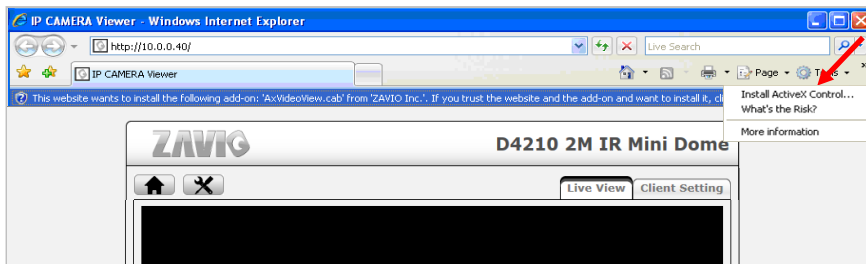 IP CAMERA Viewer - Windows Internet Explorer
http://10.0.0.40/
Live Search
IP CAMERA Viewer
Page
This website wants to install the following add-on: 'AxVideoView.cab' from 'ZAVIO Inc.'. If you trust the website and the add-on and want to install it,
Install ActiveX Control...
What's the Risk?
More information
ZAVIO
D4210 2M IR Mini Dome
Live View
Client Setting